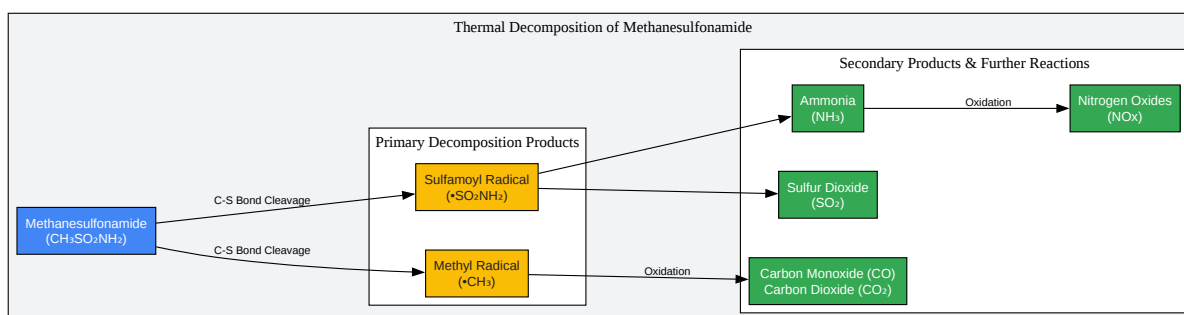 Thermal Decomposition of Methanesulfonamide
Secondary Products & Further Reactions
Primary Decomposition Products
Methanesulfonamide
(CH₃SO₂NH₂)
C-S Bond Cleavage
C-S Bond Cleavage
Sulfamoyl Radical
(•SO₂NH₂)
Methyl Radical
(•CH₃)
Oxidation
Ammonia
(NH₃)
Oxidation
Nitrogen Oxides
(NOx)
Sulfur Dioxide
(SO₂)
Carbon Monoxide (CO)
Carbon Dioxide (CO₂)